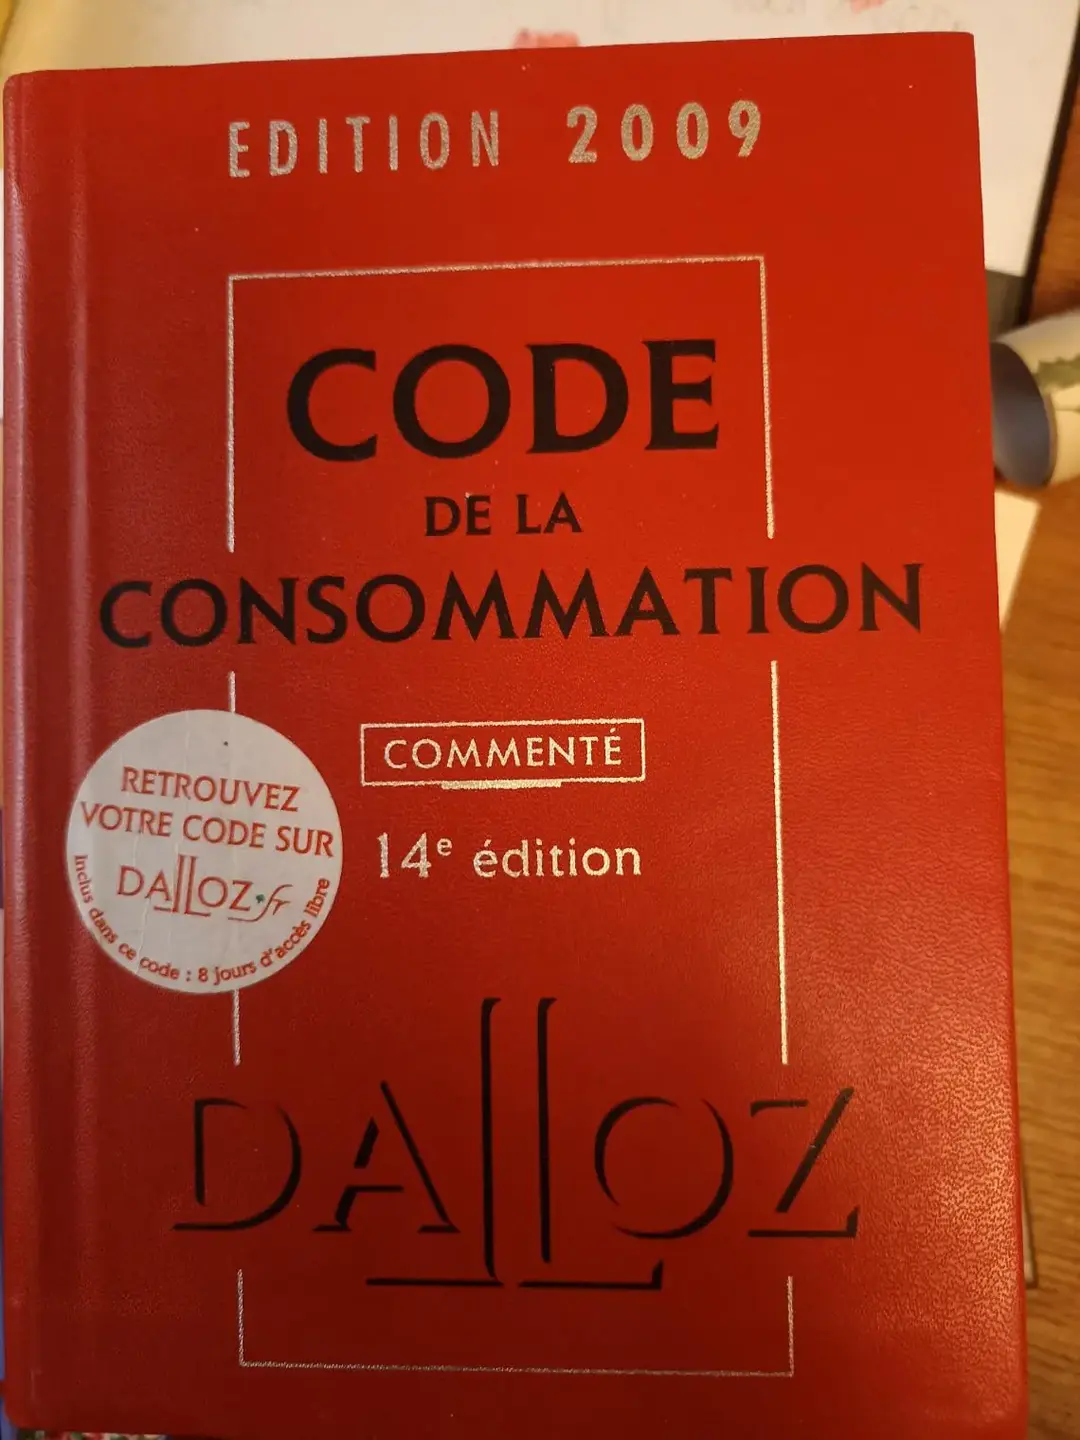 EDITION 2009
CODE
DE LA
CONSOMMATION
COMMENTÉ
14e édition
RETROUVEZ
VOTRE CODE SUR
DALLOZ.fr
Inclus dans ce code : 8 jours d'accès libre
DALLOZ